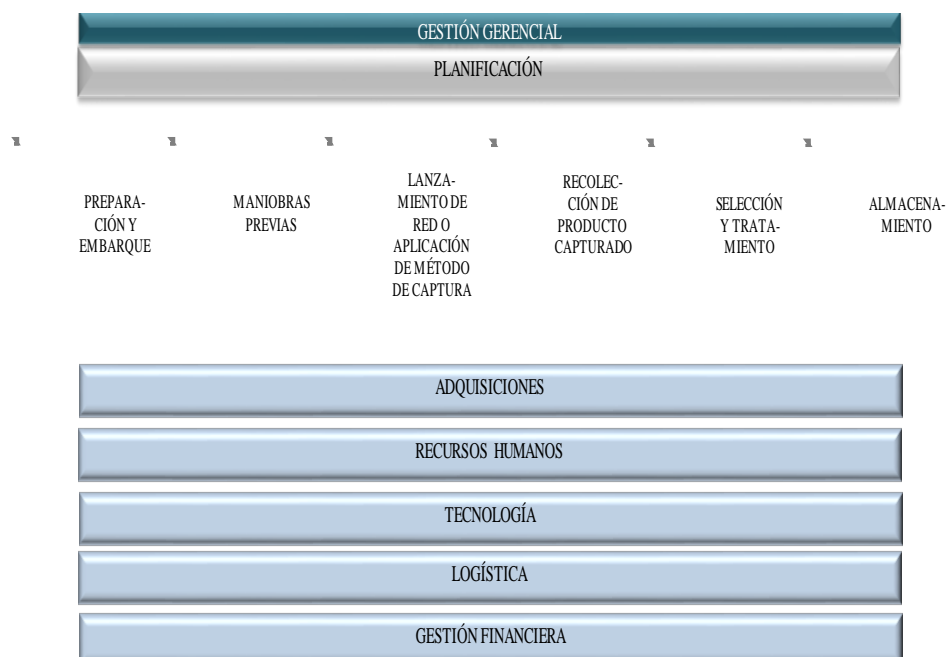 GESTIÓN GERENCIAL
PLANIFICACIÓN
PREPARA-
CIÓN Y
EMBARQUE
MANIOBRAS
PREVIAS
LANZA-
MIENTO DE
RED O
APLICACIÓN
DE MÉTODO
DE CAPTURA
RECOLEC-
CIÓN DE
PRODUCTO
CAPTURADO
SELECCIÓN
Y TRATA-
MIENTO
ALMACENA-
MIENTO
ADQUISICIONES
RECURSOS HUMANOS
TECNOLOGÍA
LOGÍSTICA
GESTIÓN FINANCIERA